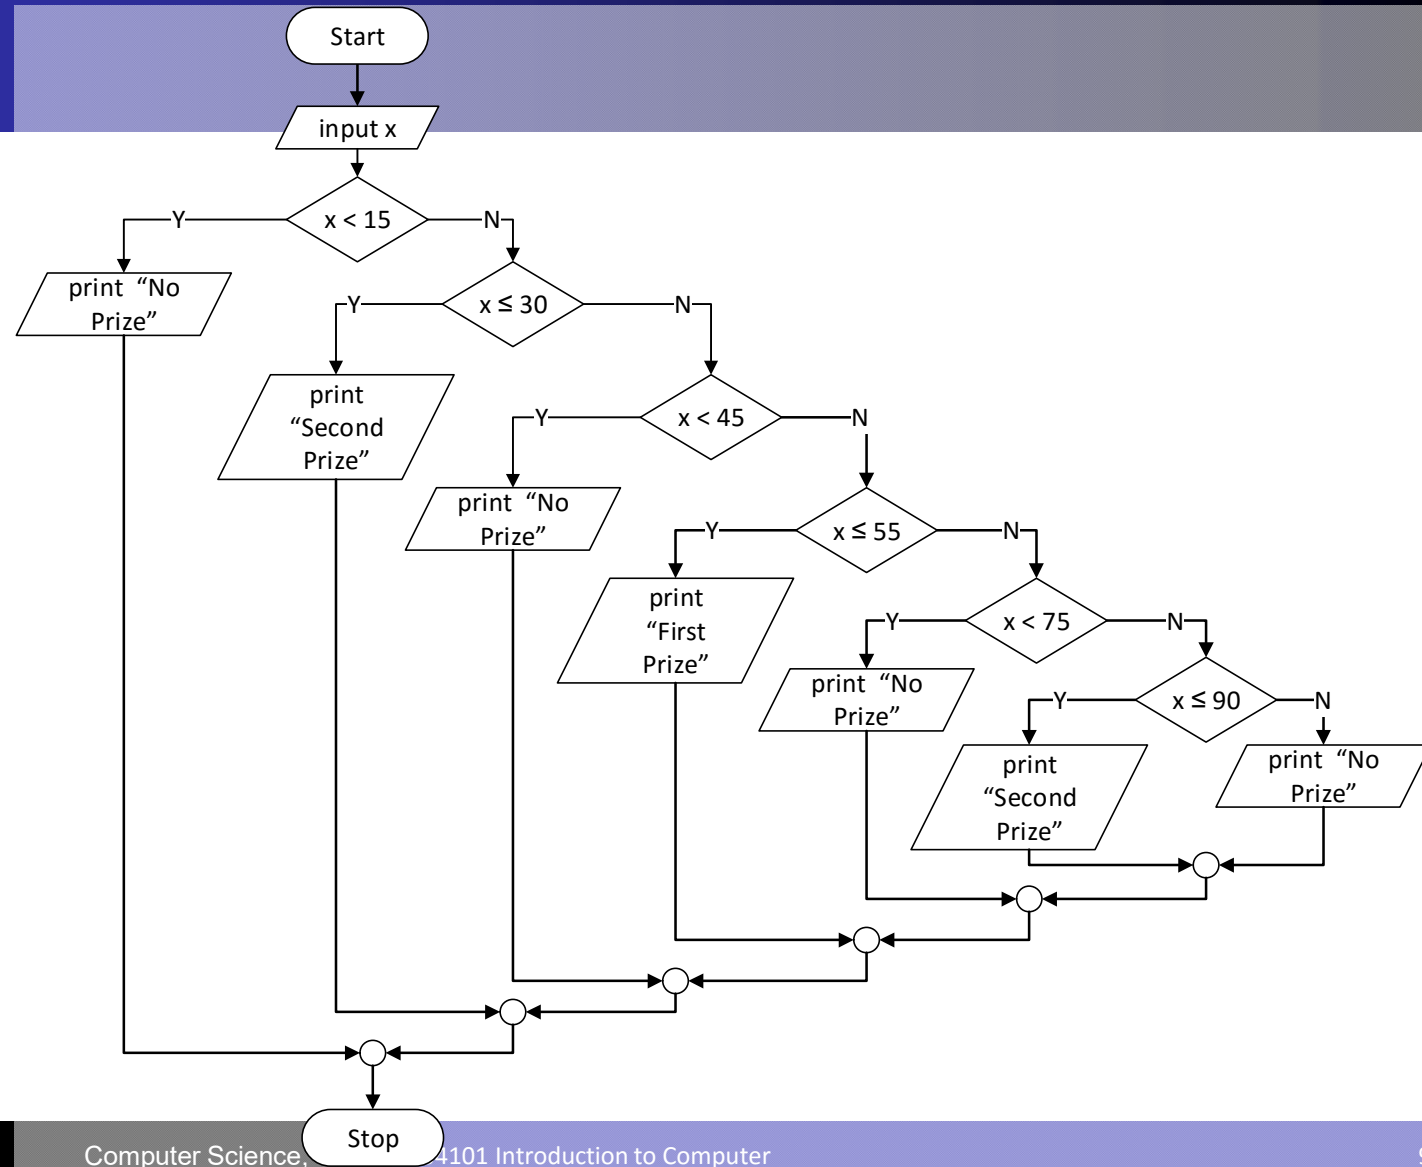 Start
input x
x < 15
Y
N
print “No
Prize”
x ≤ 30
Y
N
print
“Second
Prize”
x < 45
Y
N
print “No
Prize”
x ≤ 55
Y
N
print
“First
Prize”
x < 75
Y
N
print “No
Prize”
x ≤ 90
Y
N
print
“Second
Prize”
print “No
Prize”
Stop
Computer Science,
4101 Introduction to Computer